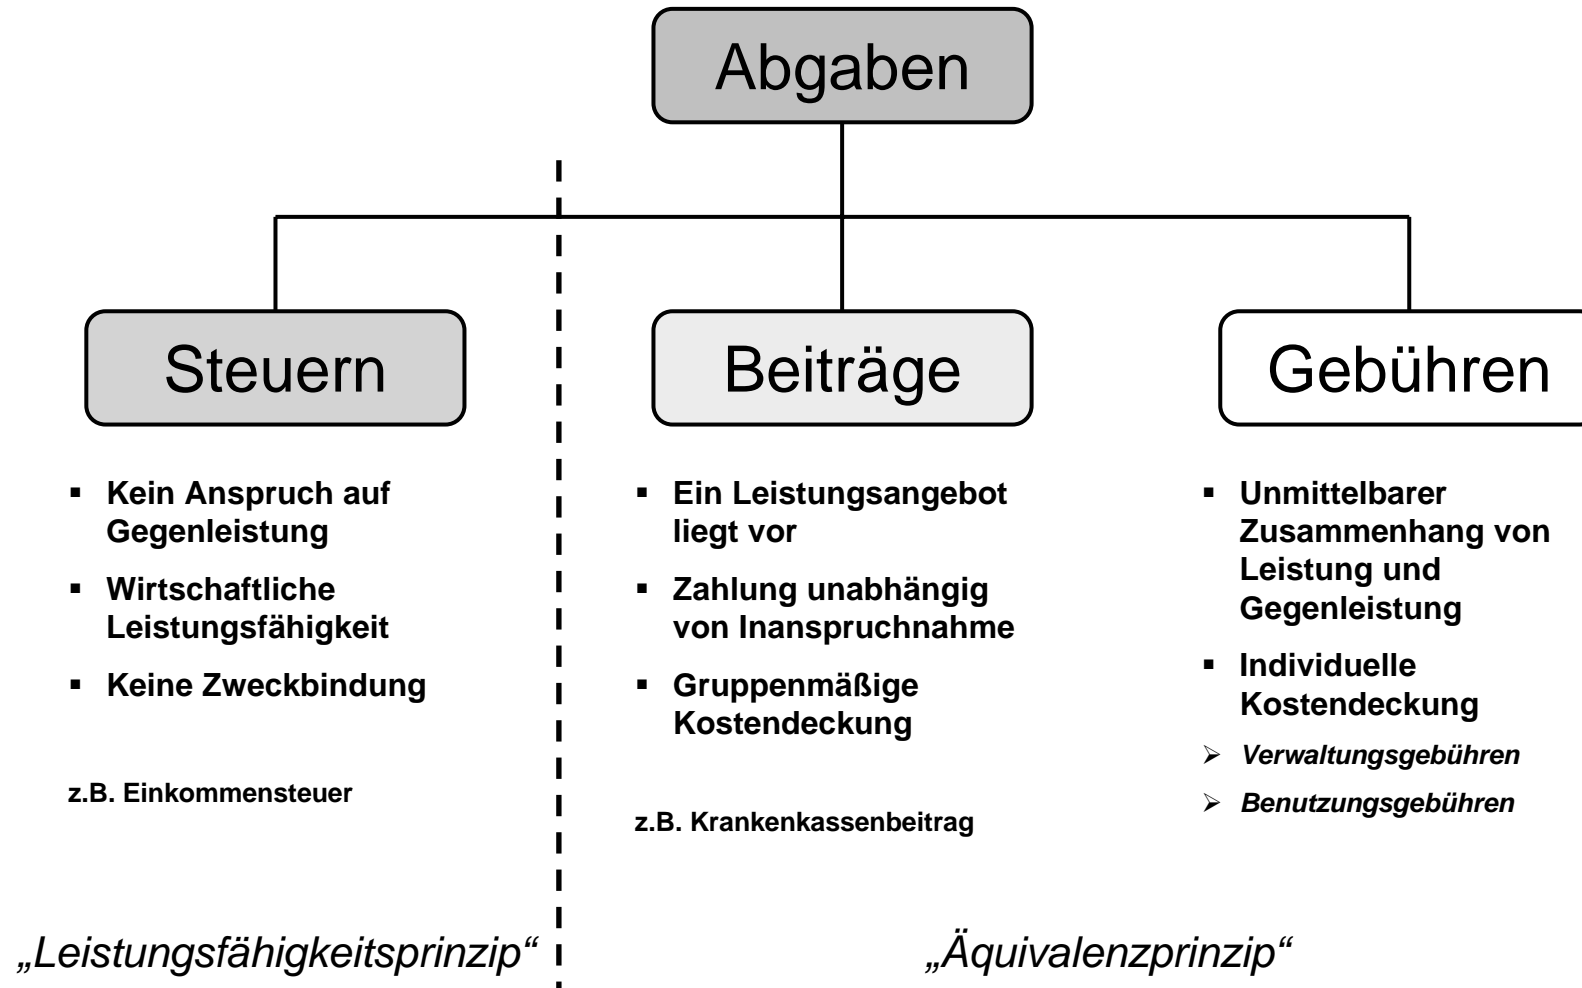 Abgaben
Steuern
Beiträge
Gebühren
▪ Kein Anspruch auf
Gegenleistung
▪ Wirtschaftliche
Leistungsfähigkeit
▪ Keine Zweckbindung
z.B. Einkommensteuer
▪ Ein Leistungsangebot
liegt vor
▪ Zahlung unabhängig
von Inanspruchnahme
▪ Gruppenmäßige
Kostendeckung
z.B. Krankenkassenbeitrag
▪ Unmittelbarer
Zusammenhang von
Leistung und
Gegenleistung
▪ Individuelle
Kostendeckung
➢ Verwaltungsgebühren
➢ Benutzungsgebühren
„Leistungsfähigkeitsprinzip“
„Äquivalenzprinzip“